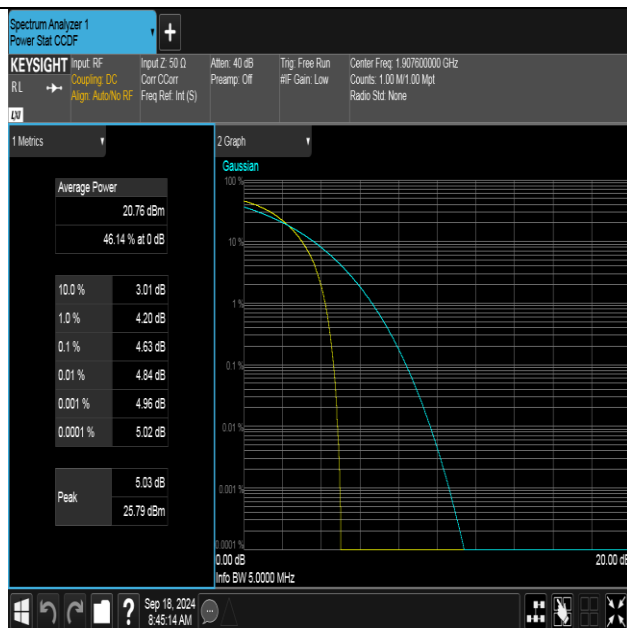 Spectrum Analyzer 1
Power Stat CCDF
+
KEYSIGHT
RL
LXI
Input: RF
Coupling: DC
Align: Auto/No RF
Input Z: 50 Ω
Corr CCorr
Freq Ref: Int (S)
Atten: 40 dB
Preamp: Off
Trig: Free Run
#IF Gain: Low
Center Freq: 1.907600000 GHz
Counts: 1.00 M/1.00 Mpt
Radio Std: None
1 Metrics
Average Power
20.76 dBm
46.14 % at 0 dB
10.0 % 3.01 dB
1.0 % 4.20 dB
0.1 % 4.63 dB
0.01 % 4.84 dB
0.001 % 4.96 dB
0.0001 % 5.02 dB
Peak
5.03 dB
25.79 dBm
2 Graph
Gaussian
100 %
10 %
1 %
0.1 %
0.01 %
0.001 %
0.0001 %
0.00 dB
20.00 dB
Info BW 5.0000 MHz
?
Sep 18, 2024
8:45:14 AM